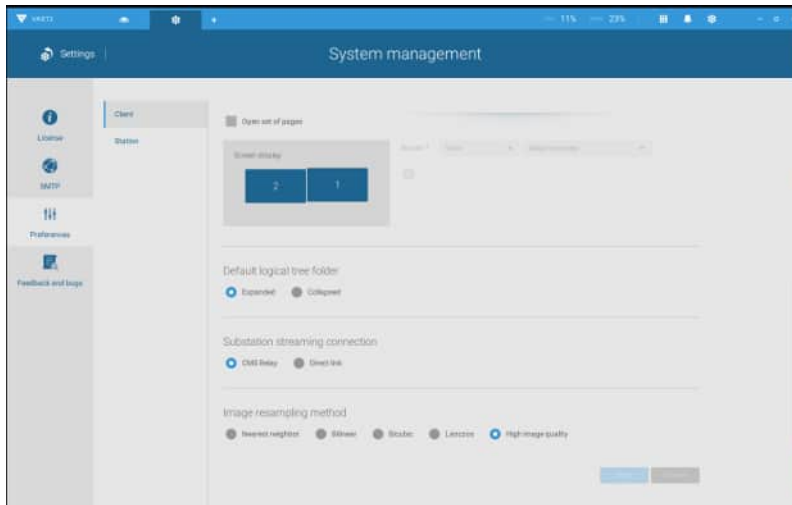 11% 23%
Settings
System management
License
SMTP
Preferences
Feedback and bugs
Client
Station
Open set of pages
Screen display
2 1
Default logical tree folder
Expanded Collapsed
Substation streaming connection
CMS Relay Direct link
Image resampling method
Nearest neighbor Bilinear Bicubic Lanczos High image quality